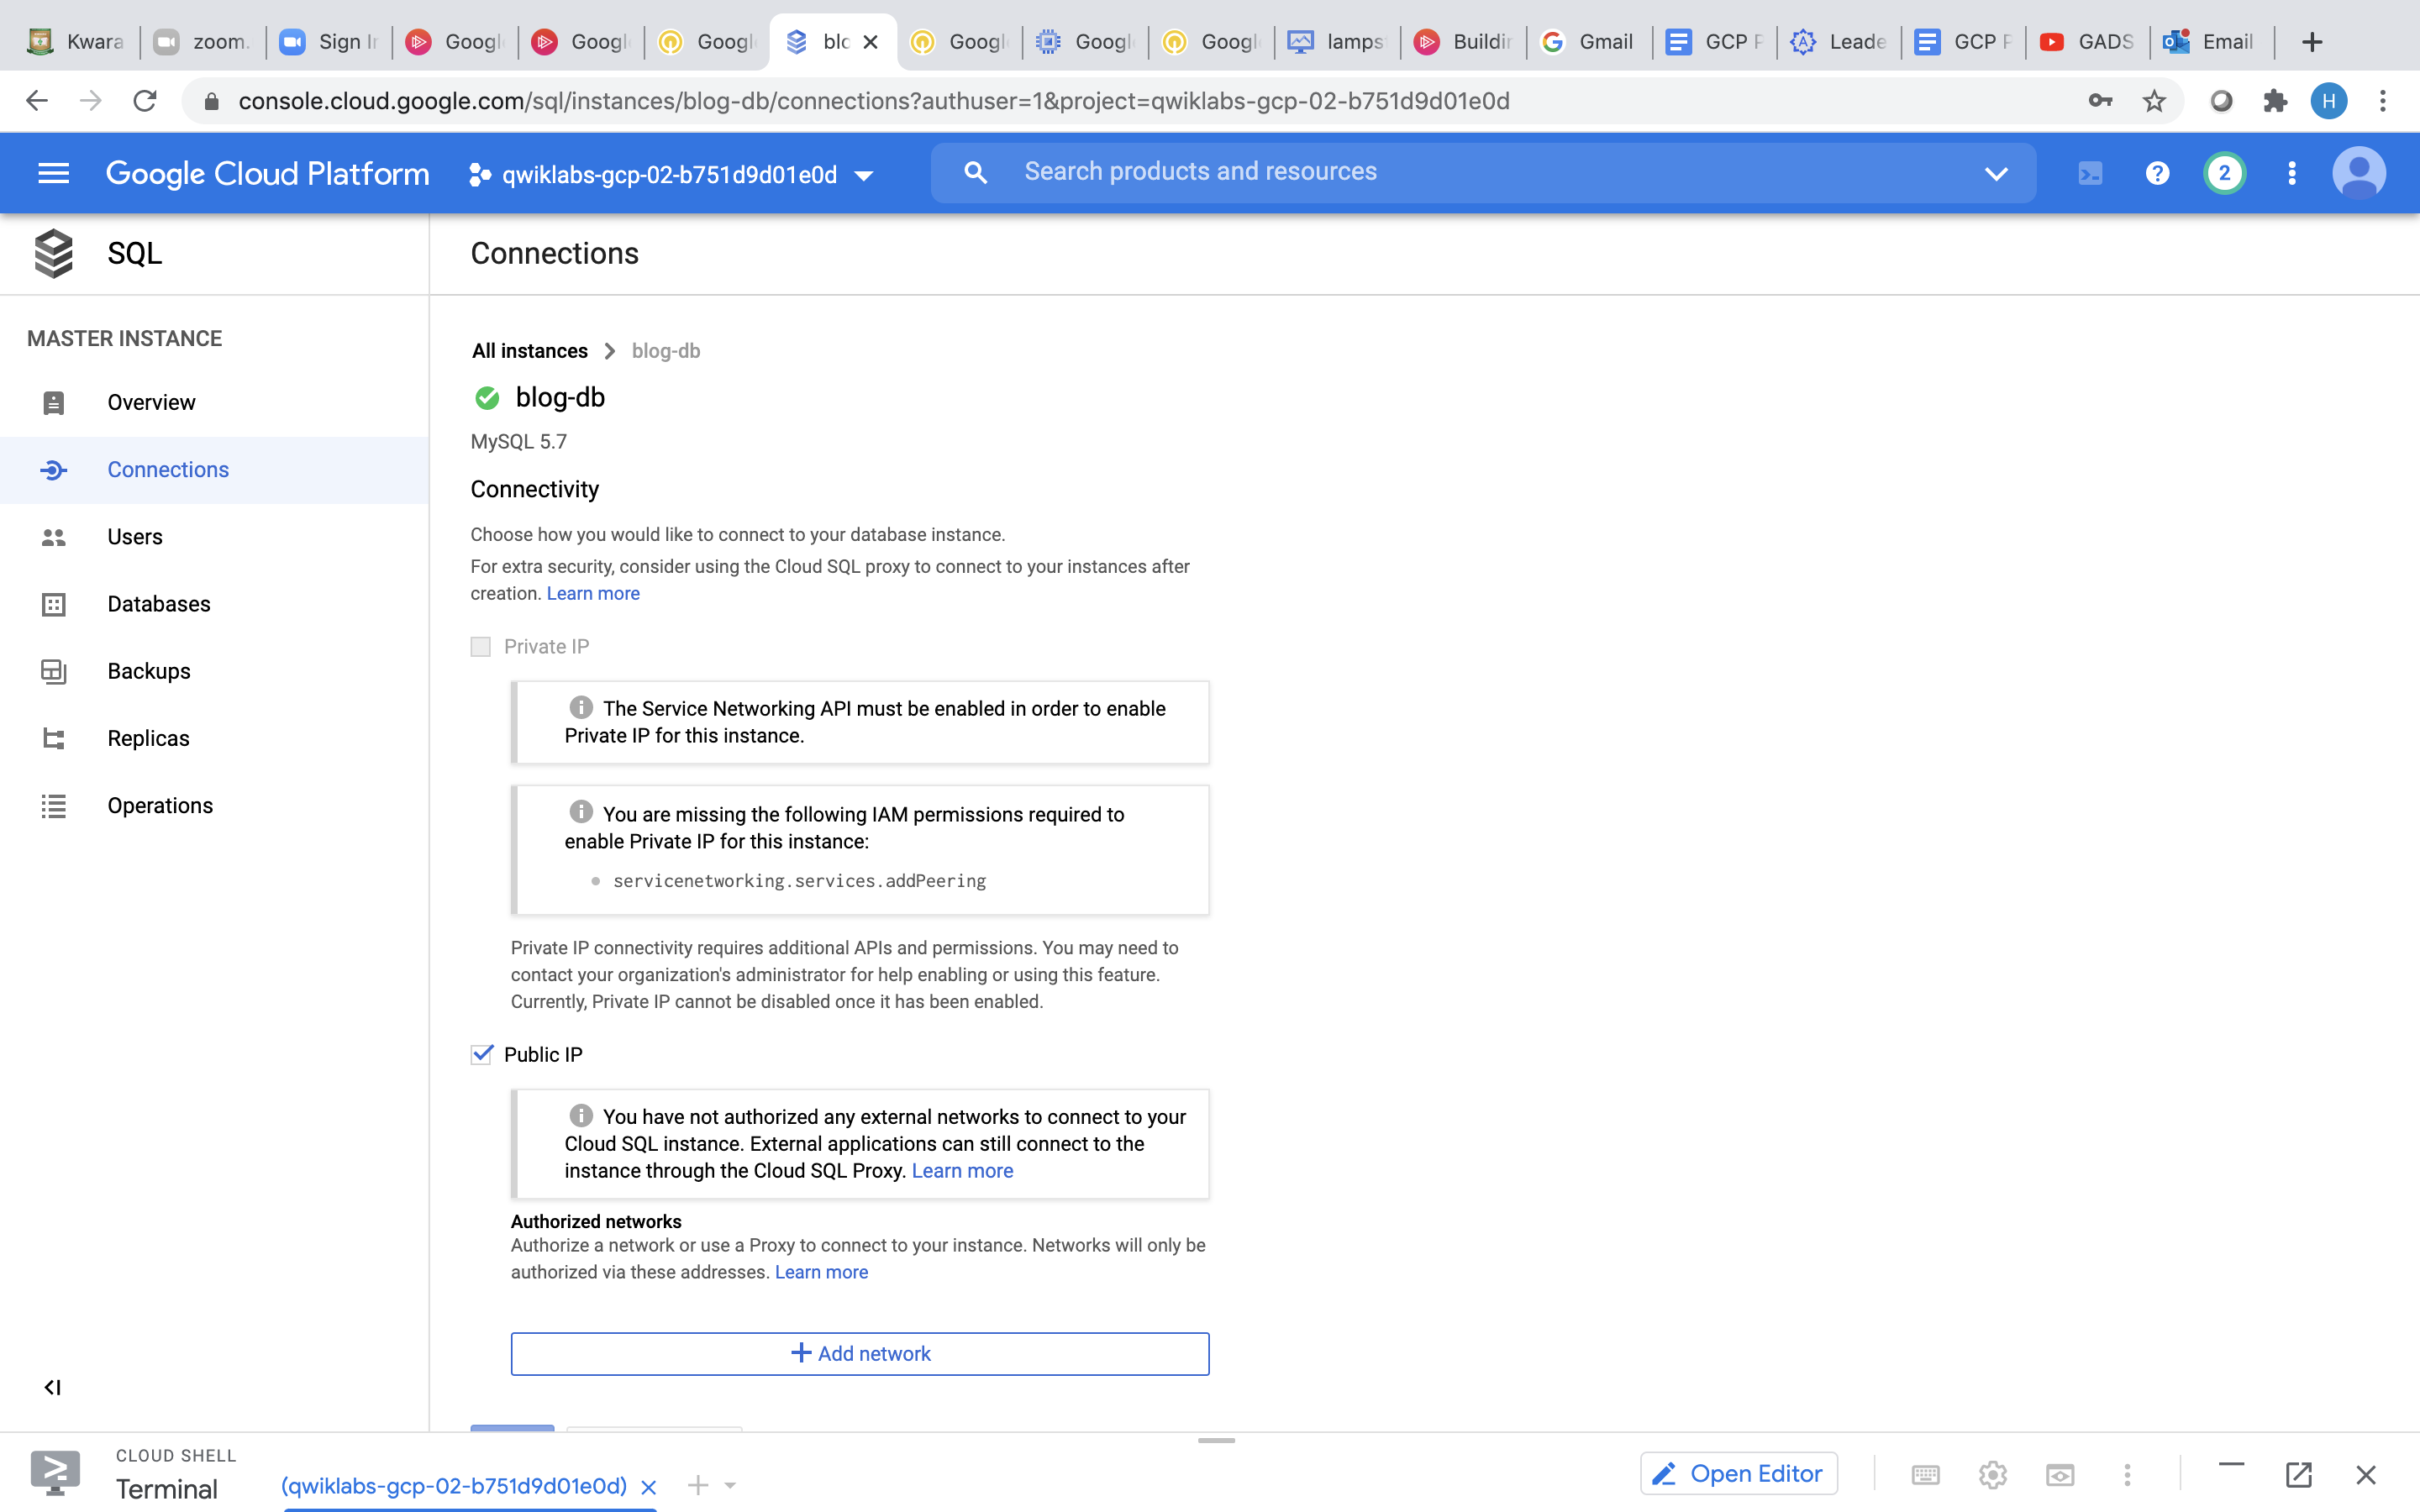 Kwara
zoom.
Sign In
Googl
Googl
Googl
blo
Googl
Googl
Googl
lamps
Buildin
Gmail
GCP P
Leade
GCP P
GADS
Email
console.cloud.google.com/sql/instances/blog-db/connections?authuser=1&project=qwiklabs-gcp-02-b751d9d01e0d
H
Google Cloud Platform
qwiklabs-gcp-02-b751d9d01e0d
Search products and resources
2
SQL
Connections
MASTER INSTANCE
Overview
Connections
Users
Databases
Backups
Replicas
Operations
All instances
blog-db
blog-db
MySQL 5.7
Connectivity
Choose how you would like to connect to your database instance.
For extra security, consider using the Cloud SQL proxy to connect to your instances after
creation. Learn more
Private IP
The Service Networking API must be enabled in order to enable
Private IP for this instance.
You are missing the following IAM permissions required to
enable Private IP for this instance:
servicenetworking.services.addPeering
Private IP connectivity requires additional APIs and permissions. You may need to
contact your organization's administrator for help enabling or using this feature.
Currently, Private IP cannot be disabled once it has been enabled.
Public IP
You have not authorized any external networks to connect to your
Cloud SQL instance. External applications can still connect to the
instance through the Cloud SQL Proxy. Learn more
Authorized networks
Authorize a network or use a Proxy to connect to your instance. Networks will only be
authorized via these addresses. Learn more
Add network
CLOUD SHELL
Terminal
(qwiklabs-gcp-02-b751d9d01e0d)
Open Editor